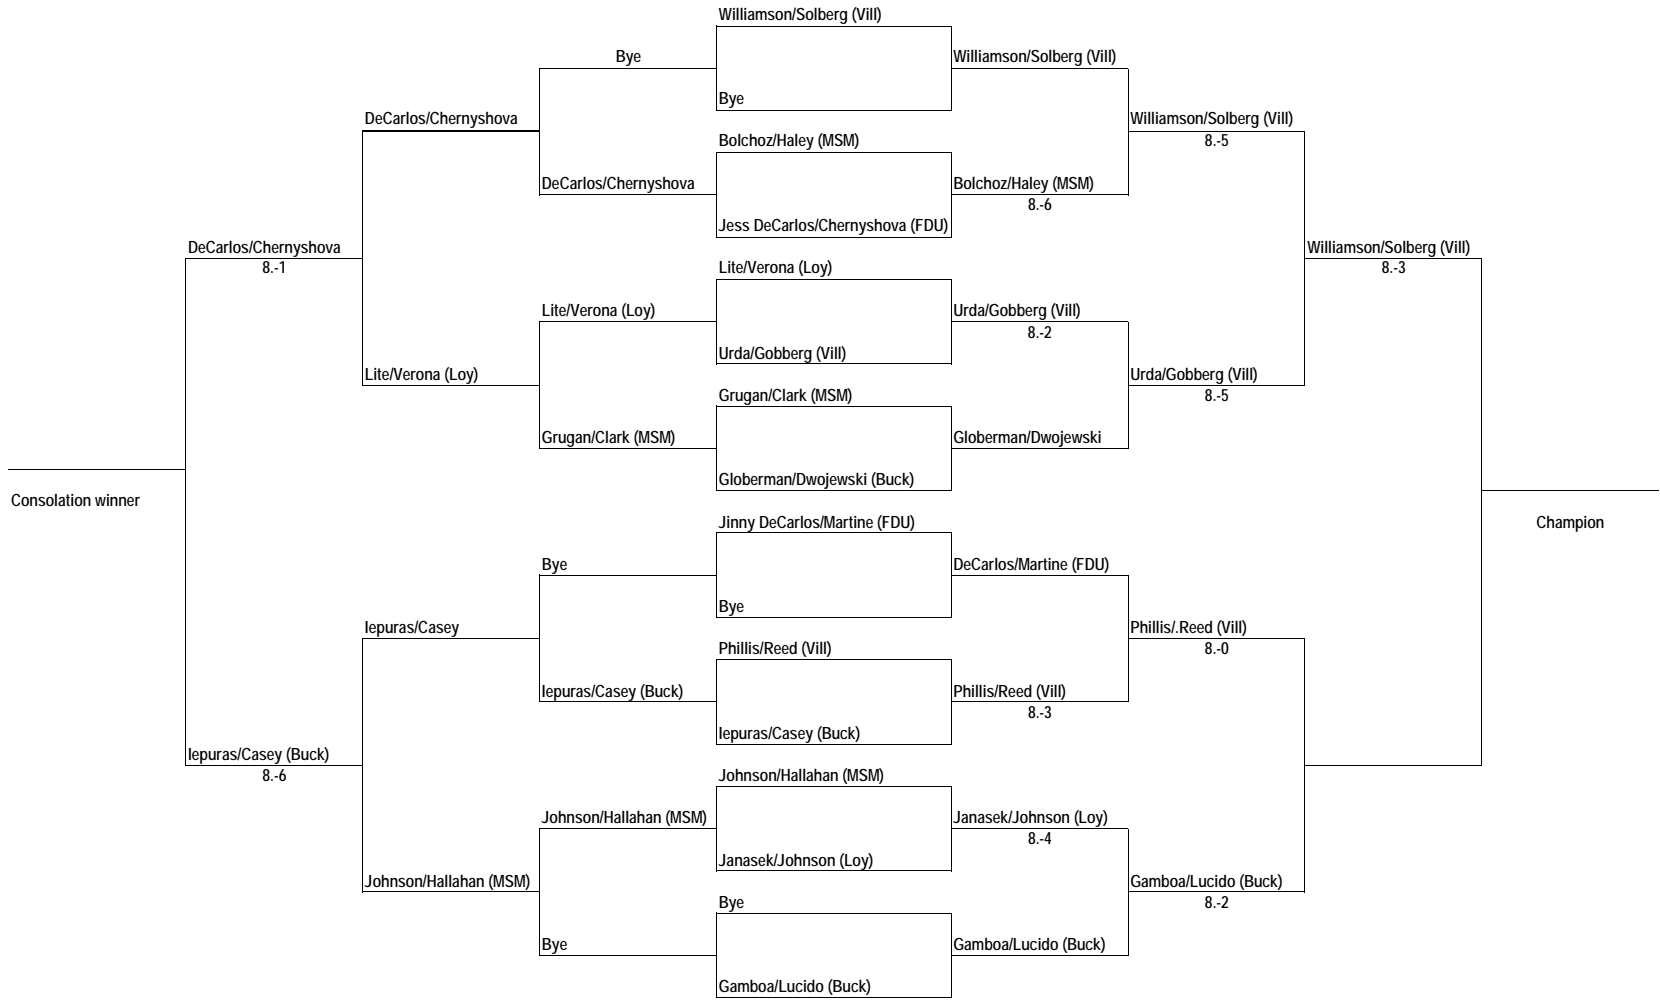 Williamson/Solberg (Vill)
Bye
Williamson/Solberg (Vill)
Bye
DeCarlos/Chernyshova
Williamson/Solberg (Vill)
8.-5
Bolchoz/Haley (MSM)
DeCarlos/Chernyshova
Bolchoz/Haley (MSM)
8.-6
Jess DeCarlos/Chernyshova (FDU)
DeCarlos/Chernyshova
8.-1
Williamson/Solberg (Vill)
8.-3
Lite/Verona (Loy)
Lite/Verona (Loy)
Urda/Gobberg (Vill)
8.-2
Urda/Gobberg (Vill)
Lite/Verona (Loy)
Urda/Gobberg (Vill)
8.-5
Grugan/Clark (MSM)
Grugan/Clark (MSM)
Globerman/Dwojewski
Globerman/Dwojewski (Buck)
Consolation winner
Champion
Jinny DeCarlos/Martine (FDU)
Bye
DeCarlos/Martine (FDU)
Bye
Iepuras/Casey
Phillis/.Reed (Vill)
8.-0
Phillis/Reed (Vill)
Iepuras/Casey (Buck)
Phillis/Reed (Vill)
8.-3
Iepuras/Casey (Buck)
Iepuras/Casey (Buck)
8.-6
Johnson/Hallahan (MSM)
Johnson/Hallahan (MSM)
Janasek/Johnson (Loy)
8.-4
Janasek/Johnson (Loy)
Johnson/Hallahan (MSM)
Gamboa/Lucido (Buck)
8.-2
Bye
Bye
Gamboa/Lucido (Buck)
Gamboa/Lucido (Buck)